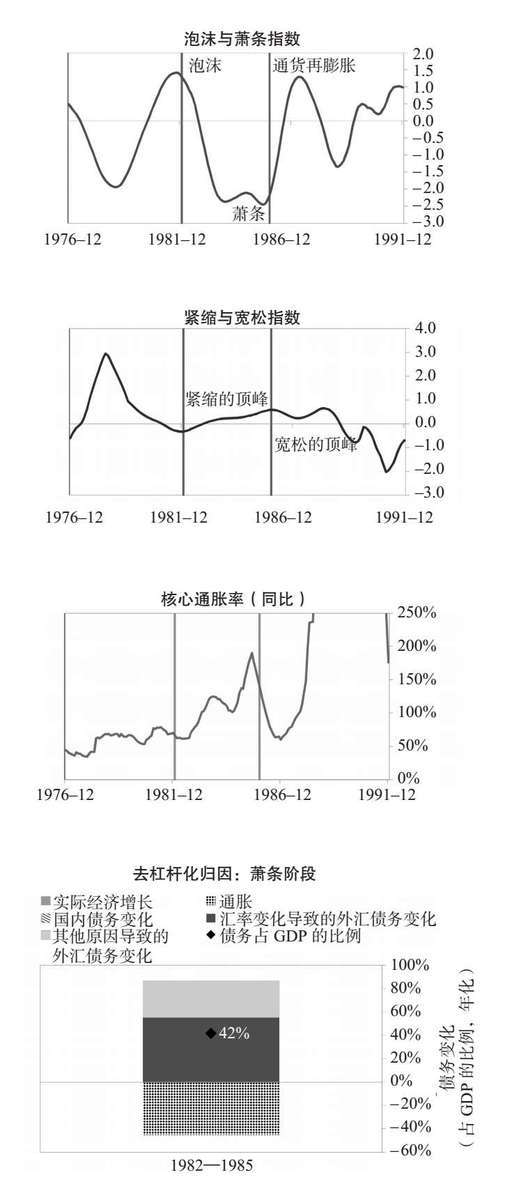 泡沫与萧条指数
泡沫
通货再膨胀
萧条
2.0
1.5
1.0
0.5
0.0
−0.5
−1.0
−1.5
−2.0
−2.5
−3.0
1976–12 1981–12 1986–12 1991–12
紧缩与宽松指数
紧缩的顶峰
宽松的顶峰
4.0
3.0
2.0
1.0
0.0
−1.0
−2.0
−3.0
1976–12 1981–12 1986–12 1991–12
核心通胀率（同比）
250%
200%
150%
100%
50%
0%
1976–12 1981–12 1986–12 1991–12
去杠杆化归因：萧条阶段
实际经济增长 通胀
国内债务变化 汇率变化导致的外汇债务变化
其他原因导致的 债务占 GDP 的比例
外汇债务变化
42%
100%
80%
60%
40%
20%
0%
−20%
−40%
−60%
债务变化
（占 GDP 的比例，年化）
1982—1985